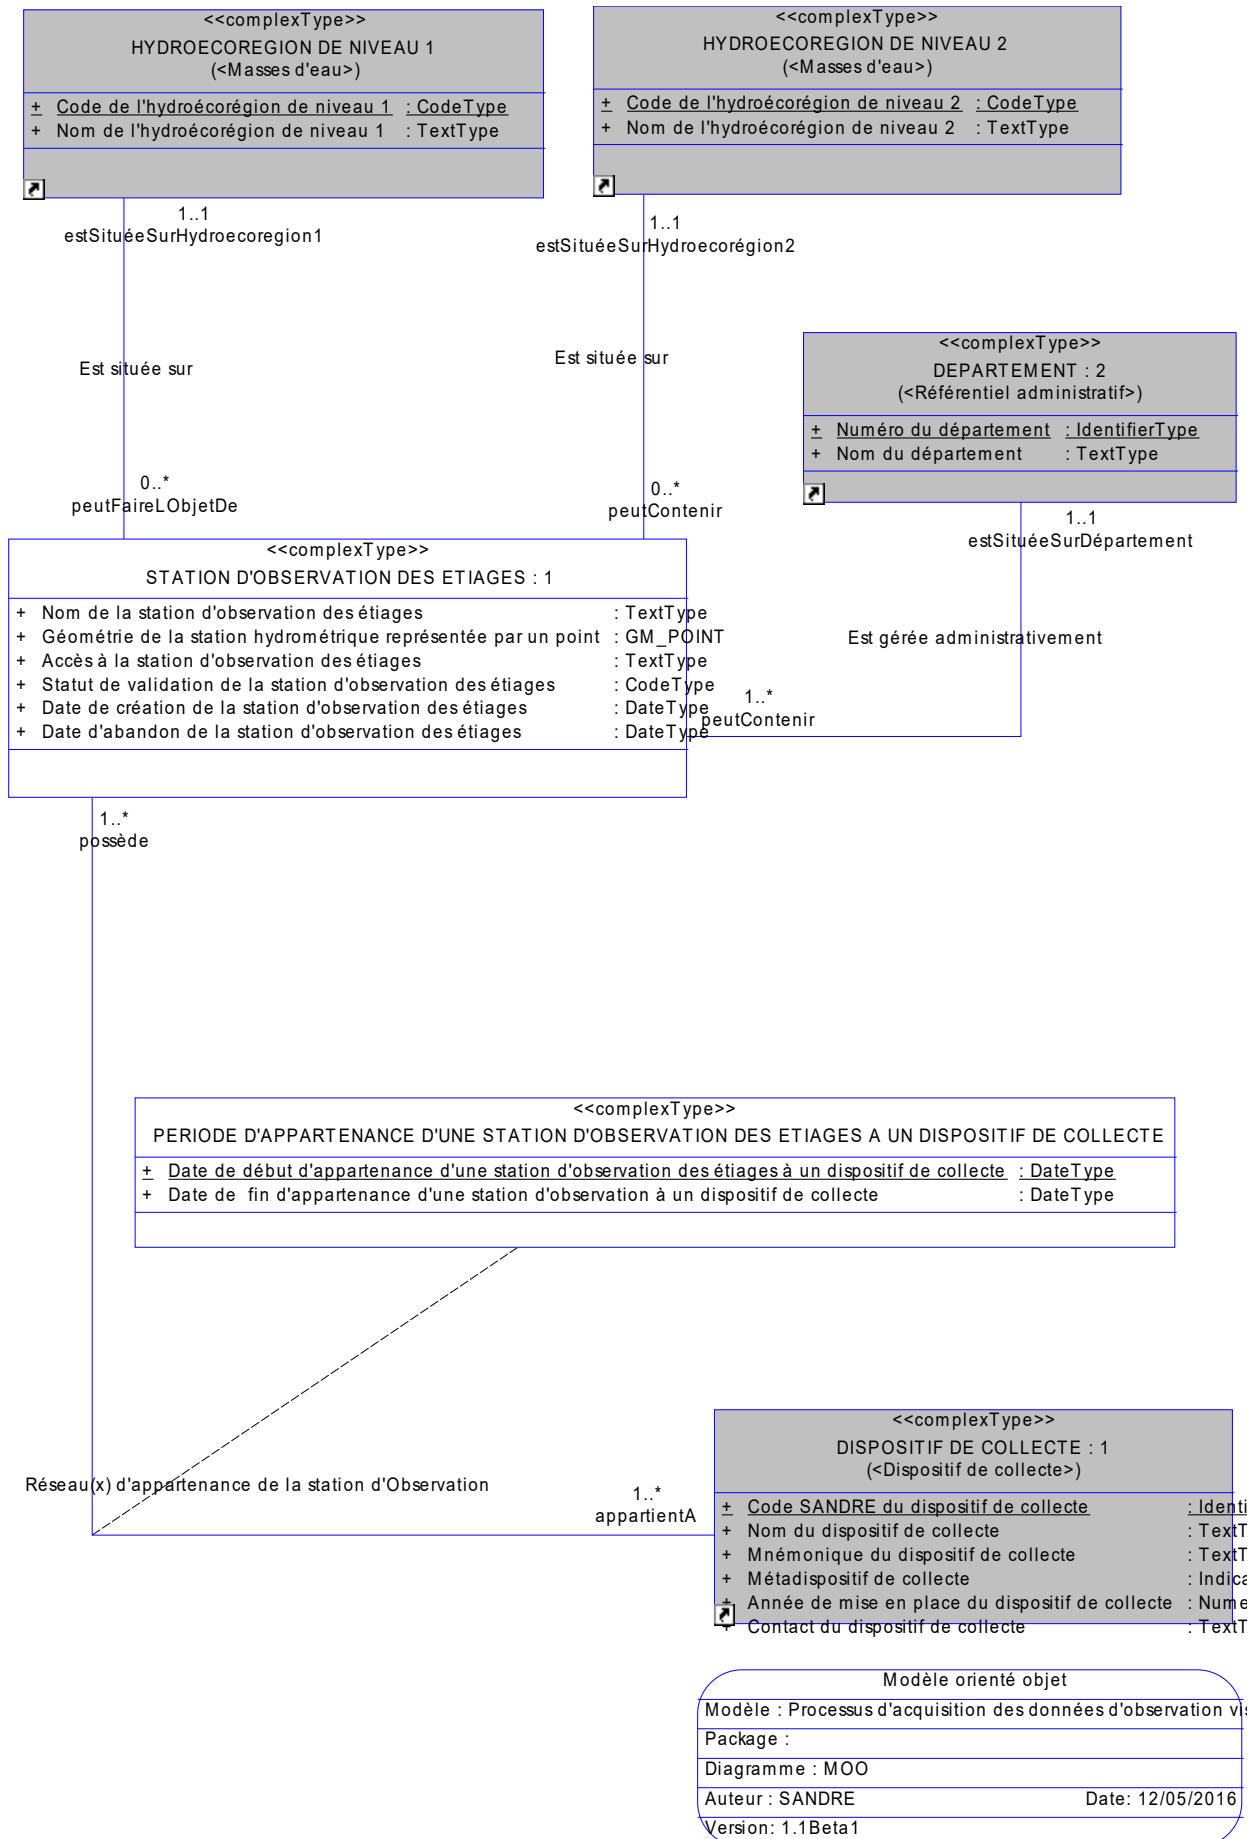 <<complexType>>
HYDROECOREGION DE NIVEAU 1
(<Masses d'eau>)
+ Code de l'hydroécorégion de niveau 1 : CodeType
+ Nom de l'hydroécorégion de niveau 1 : TextType
<<complexType>>
HYDROECOREGION DE NIVEAU 2
(<Masses d'eau>)
+ Code de l'hydroécorégion de niveau 2 : CodeType
+ Nom de l'hydroécorégion de niveau 2 : TextType
1..1
estSituéeSurHydroecoregion1
1..1
estSituéeSurHydroecorégion2
Est située sur
Est située sur
<<complexType>>
DEPARTEMENT : 2
(<Référentiel administratif>)
+ Numéro du département : IdentifierType
+ Nom du département : TextType
0..*
peutFaireLObjetDe
0..*
peutContenir
1..1
estSituéeSurDépartement
<<complexType>>
STATION D'OBSERVATION DES ETIAGES : 1
+ Nom de la station d'observation des étiages : TextType
+ Géométrie de la station hydrométrique représentée par un point : GM_POINT
+ Accès à la station d'observation des étiages : TextType
+ Statut de validation de la station d'observation des étiages : CodeType
+ Date de création de la station d'observation des étiages : DateType
+ Date d'abandon de la station d'observation des étiages : DateType
Est gérée administrativement
1..*
peutContenir
1..*
possède
<<complexType>>
PERIODE D'APPARTENANCE D'UNE STATION D'OBSERVATION DES ETIAGES A UN DISPOSITIF DE COLLECTE
+ Date de début d'appartenance d'une station d'observation des étiages à un dispositif de collecte : DateType
+ Date de fin d'appartenance d'une station d'observation à un dispositif de collecte : DateType
Réseau(x) d'appartenance de la station d'Observation
1..*
appartientA
<<complexType>>
DISPOSITIF DE COLLECTE : 1
(<Dispositif de collecte>)
+ Code SANDRE du dispositif de collecte : Identi
+ Nom du dispositif de collecte : TextT
+ Mnémonique du dispositif de collecte : TextT
+ Métadispositif de collecte : Indica
+ Année de mise en place du dispositif de collecte : Nume
+ Contact du dispositif de collecte : TextT
Modèle orienté objet
Modèle : Processus d'acquisition des données d'observation vis
Package :
Diagramme : MOO
Auteur : SANDRE Date: 12/05/2016
Version: 1.1Beta1